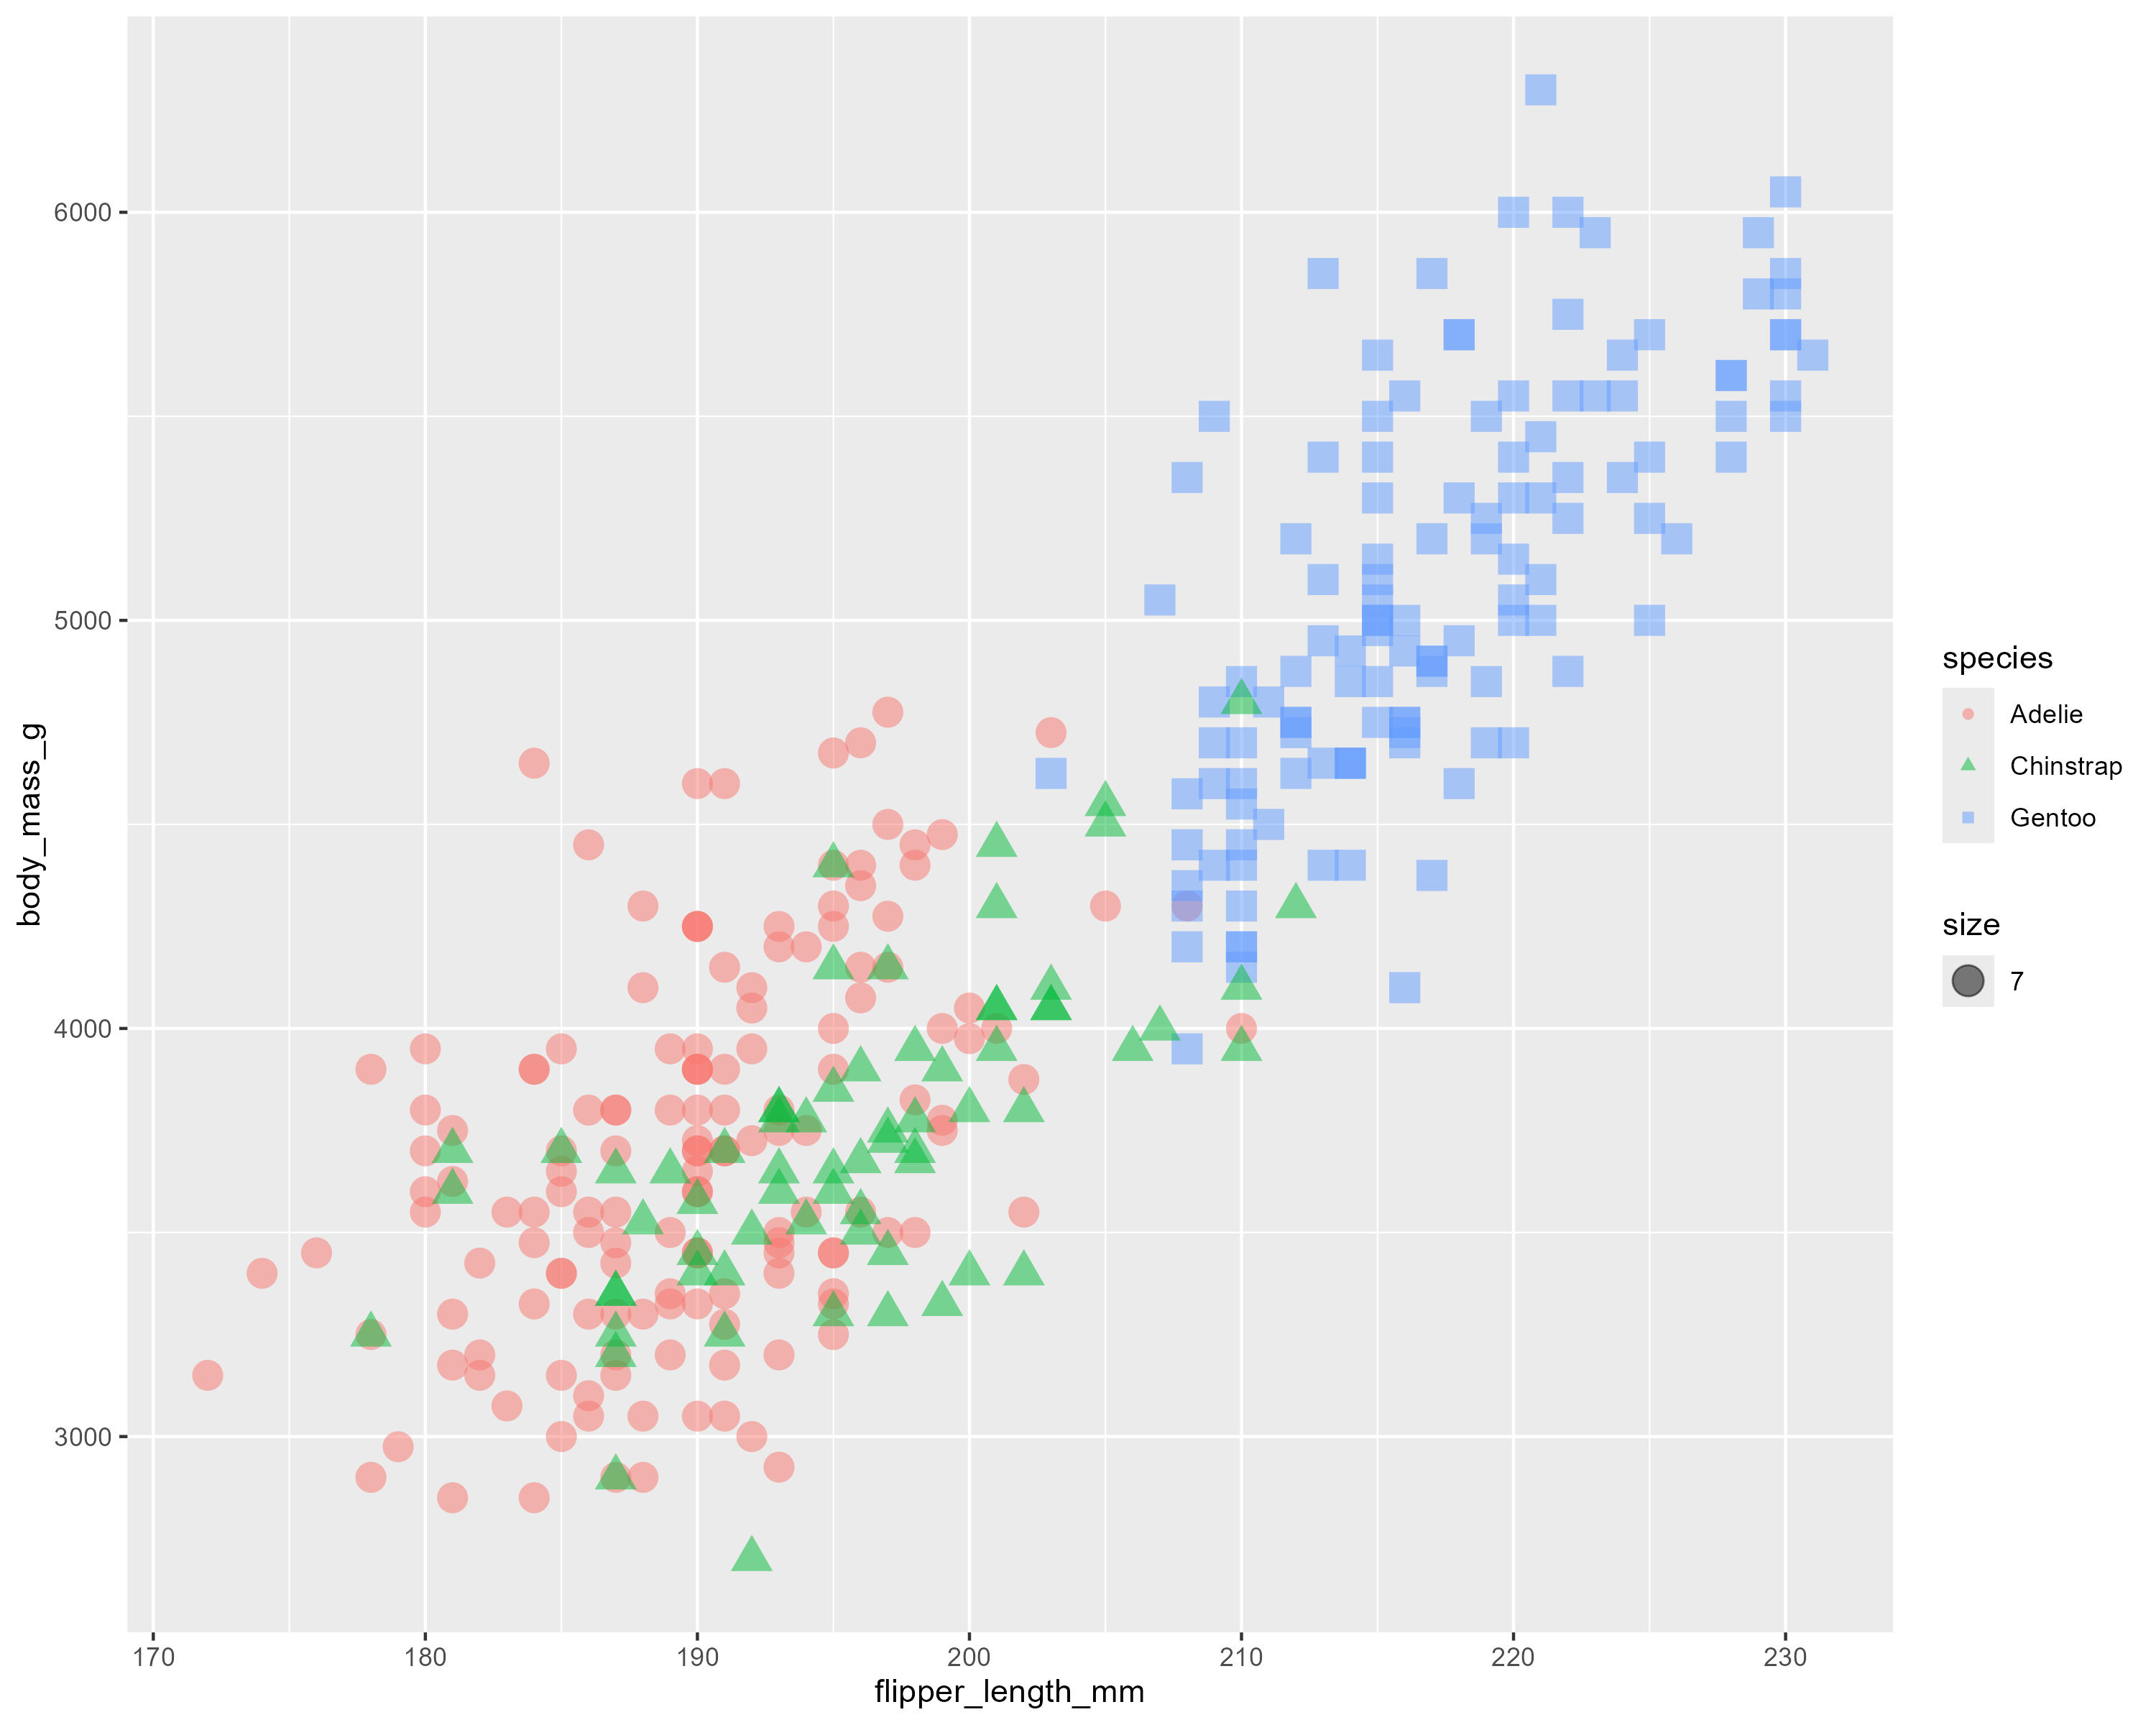 body_mass_g
6000
5000
4000
3000
170 180 190 200 210 220 230
flipper_length_mm
species
Adelie
Chinstrap
Gentoo
size
7